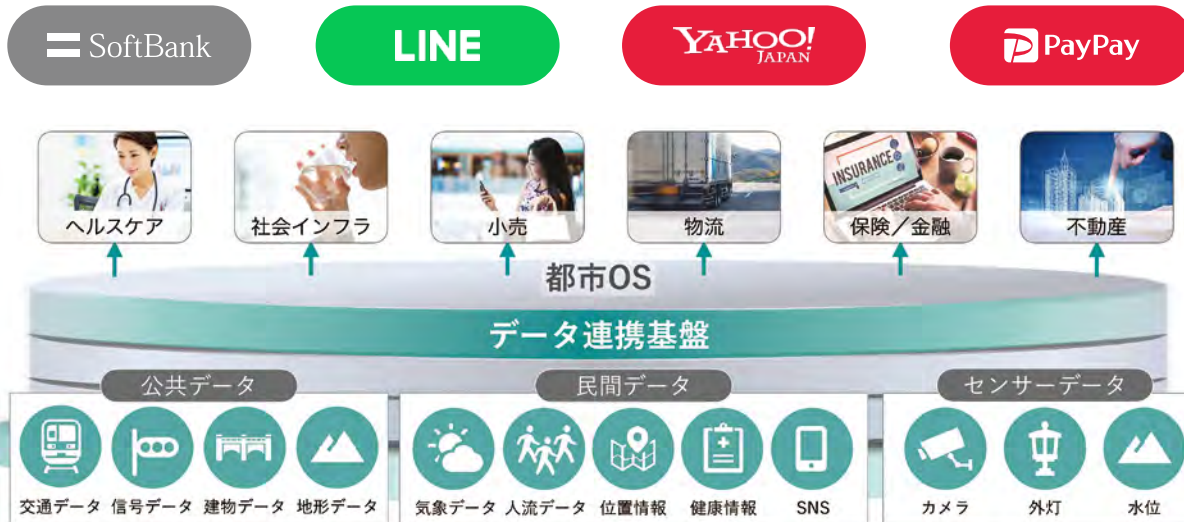 SoftBank
LINE
YAHOO!
JAPAN
PayPay
INSURANCE
ヘルスケア
社会インフラ
小売
物流
保険／金融
不動産
都市OS
データ連携基盤
公共データ
民間データ
センサーデータ
交通データ
信号データ
建物データ
地形データ
気象データ
人流データ
位置情報
健康情報
SNS
カメラ
外灯
水位